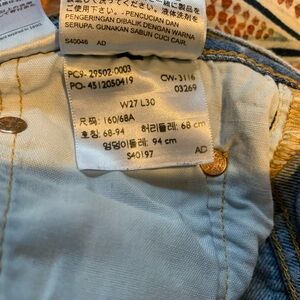 PENGERINGAN DIBALIK DENGAN WARNA
SERUPA. GUNAKAN SABUN CUCI CAIR.
S40046 AD
PC9-29502-0003 CW-3116
PO-4512050419 03269
W27 L30
尺码: 160/68A
호칭: 68-94 허리둘레: 68 cm
엉덩이둘레: 94 cm
S40197 AD